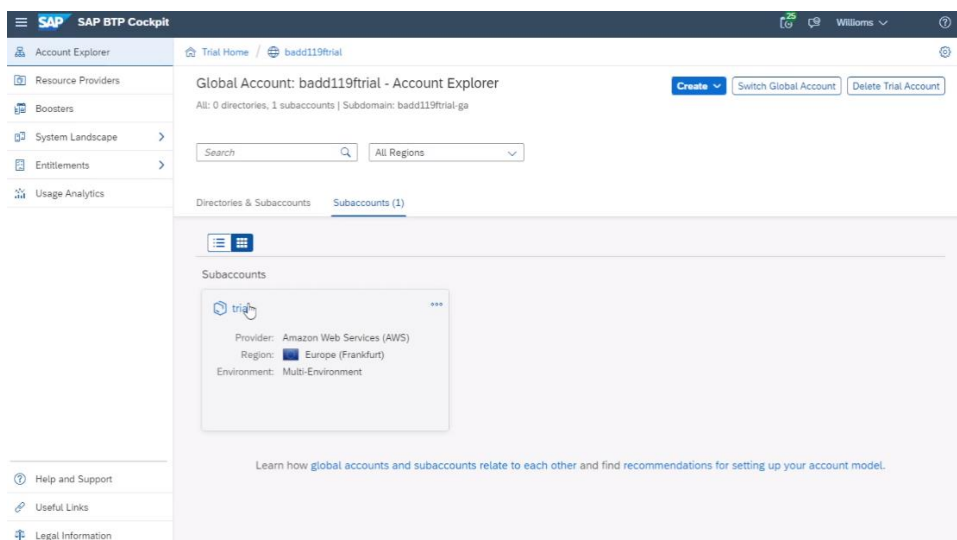 SAP SAP BTP Cockpit
25
Williams
Account Explorer
Resource Providers
Boosters
System Landscape
Entitlements
Usage Analytics
Trial Home / badd119ftrial
Global Account: badd119ftrial - Account Explorer
All: 0 directories, 1 subaccounts | Subdomain: badd119ftrial-ga
Create
Switch Global Account
Delete Trial Account
Search
All Regions
Directories & Subaccounts
Subaccounts (1)
Subaccounts
trial
Provider: Amazon Web Services (AWS)
Region: Europe (Frankfurt)
Environment: Multi-Environment
Learn how global accounts and subaccounts relate to each other and find recommendations for setting up your account model.
Help and Support
Useful Links
Legal Information